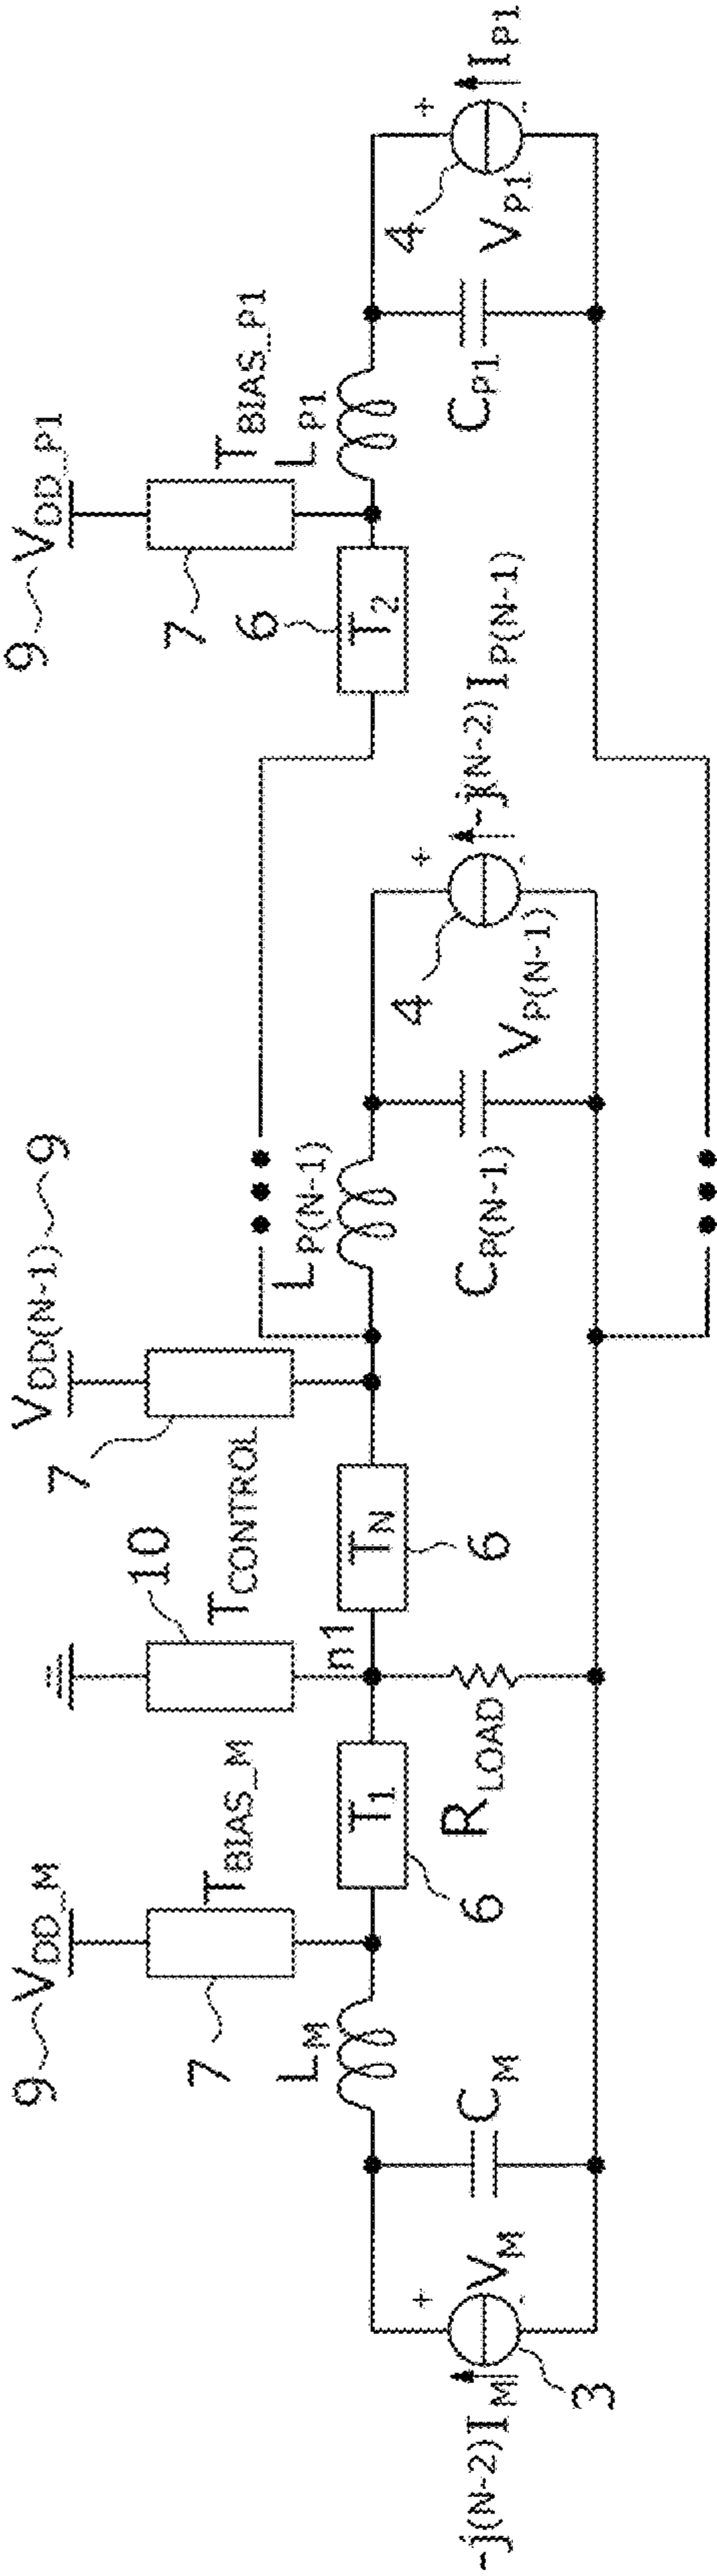 9 V_DD_M
V_DD(N-1) 9
9 V_DD_P1
7
T_BIAS_M
10
T_CONTROL
7
7
T_BIAS_P1
L_M
T_1
6
n1
T_N
6
L_P(N-1)
6
T_2
L_P1
-j(N-2)I_M
3
+
V_M
-
C_M
R_LOAD
C_P(N-1)
V_P(N-1)
4
+
-
-j(N-2)I_P(N-1)
C_P1
V_P1
4
+
-
I_P1